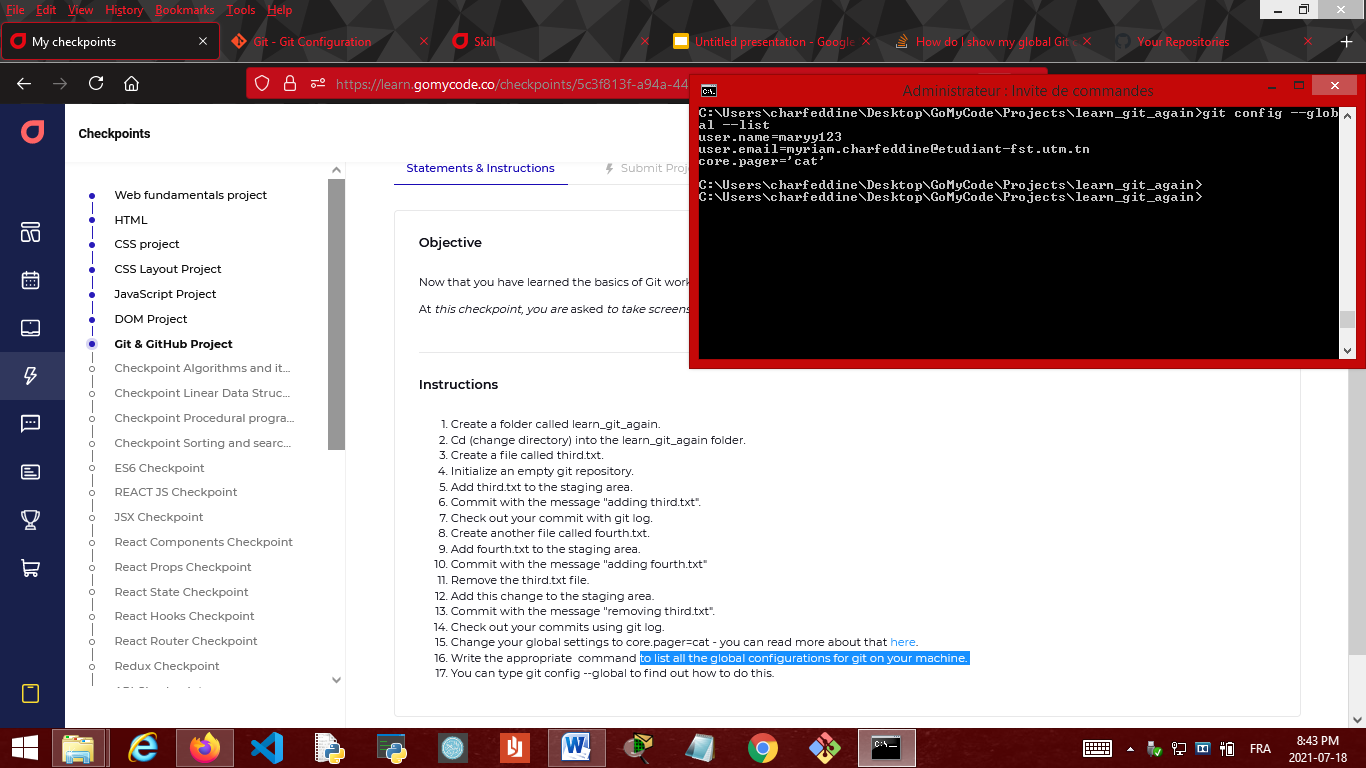 File Edit View History Bookmarks Tools Help
My checkpoints
Git - Git Configuration
Skill
Untitled presentation - Google
How do I show my global Git
Your Repositories
https://learn.gomycode.co/checkpoints/5c3f813f-a94a-44
Administrateur : Invite de commandes
C:\Users\charfeddine\Desktop\GoMyCode\Projects\learn_git_again>git config --glob
al --list
user.name=maryy123
user.email=myriam.charfeddine@etudiant-fst.utm.tn
core.pager='cat'
C:\Users\charfeddine\Desktop\GoMyCode\Projects\learn_git_again>
C:\Users\charfeddine\Desktop\GoMyCode\Projects\learn_git_again>
Checkpoints
Web fundamentals project
HTML
CSS project
CSS Layout Project
JavaScript Project
DOM Project
Git & GitHub Project
Checkpoint Algorithms and it...
Checkpoint Linear Data Struc...
Checkpoint Procedural progra...
Checkpoint Sorting and searc...
ES6 Checkpoint
REACT JS Checkpoint
JSX Checkpoint
React Components Checkpoint
React Props Checkpoint
React State Checkpoint
React Hooks Checkpoint
React Router Checkpoint
Redux Checkpoint
Statements & Instructions
Submit Proj
Objective
Now that you have learned the basics of Git work
At this checkpoint, you are asked to take screens
Instructions
1. Create a folder called learn_git_again.
2. Cd (change directory) into the learn_git_again folder.
3. Create a file called third.txt.
4. Initialize an empty git repository.
5. Add third.txt to the staging area.
6. Commit with the message "adding third.txt".
7. Check out your commit with git log.
8. Create another file called fourth.txt.
9. Add fourth.txt to the staging area.
10. Commit with the message "adding fourth.txt"
11. Remove the third.txt file.
12. Add this change to the staging area.
13. Commit with the message "removing third.txt".
14. Check out your commits using git log.
15. Change your global settings to core.pager=cat - you can read more about that here.
16. Write the appropriate command to list all the global configurations for git on your machine.
17. You can type git config --global to find out how to do this.
FRA
8:43 PM
2021-07-18